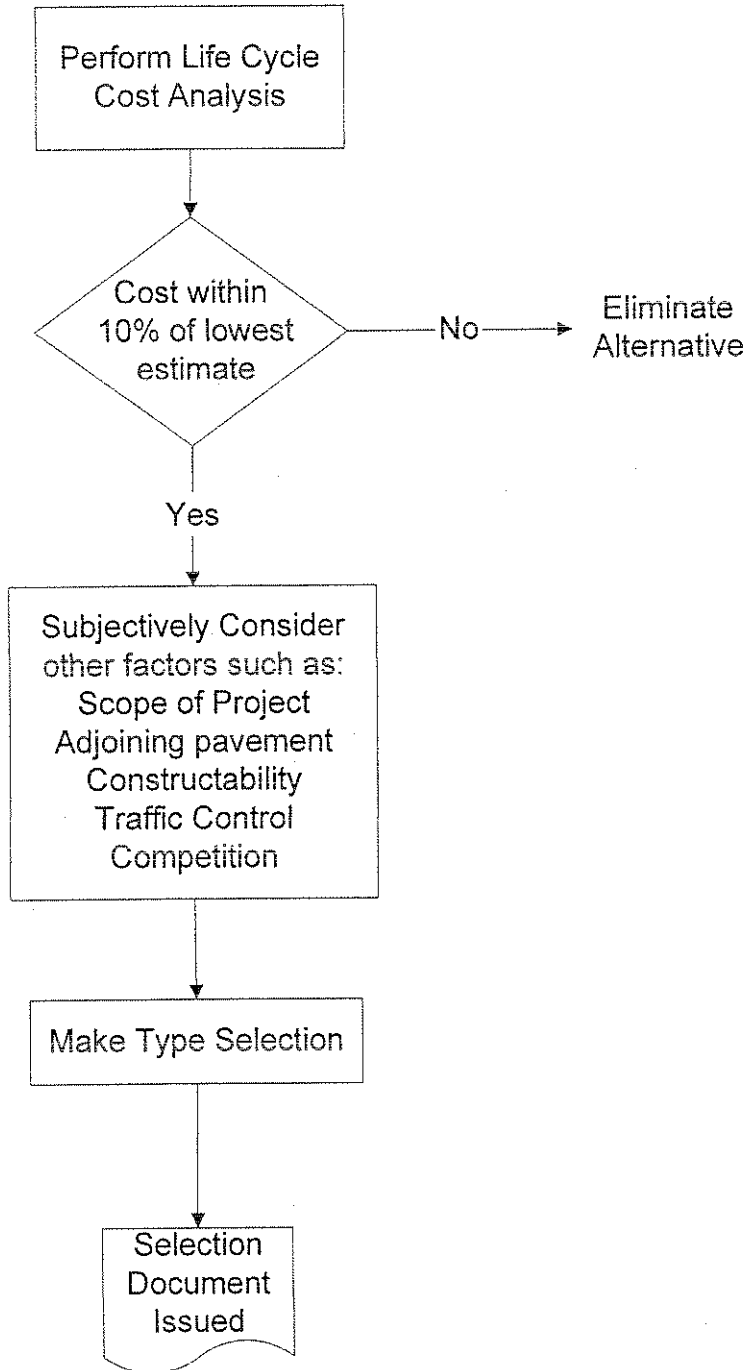 Perform Life Cycle
Cost Analysis
Cost within
10% of lowest
estimate
No
Eliminate
Alternative
Yes
Subjectively Consider
other factors such as:
Scope of Project
Adjoining pavement
Constructability
Traffic Control
Competition
Make Type Selection
Selection
Document
Issued